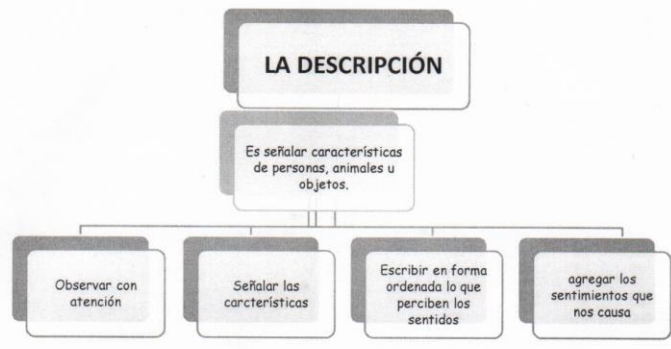 LA DESCRIPCIÓN
Es señalar características
de personas, animales u
objetos.
Observar con
atención
Señalar las
carcterísticas
Escribir en forma
ordenada lo que
perciben los
sentidos
agregar los
sentimientos que
nos causa